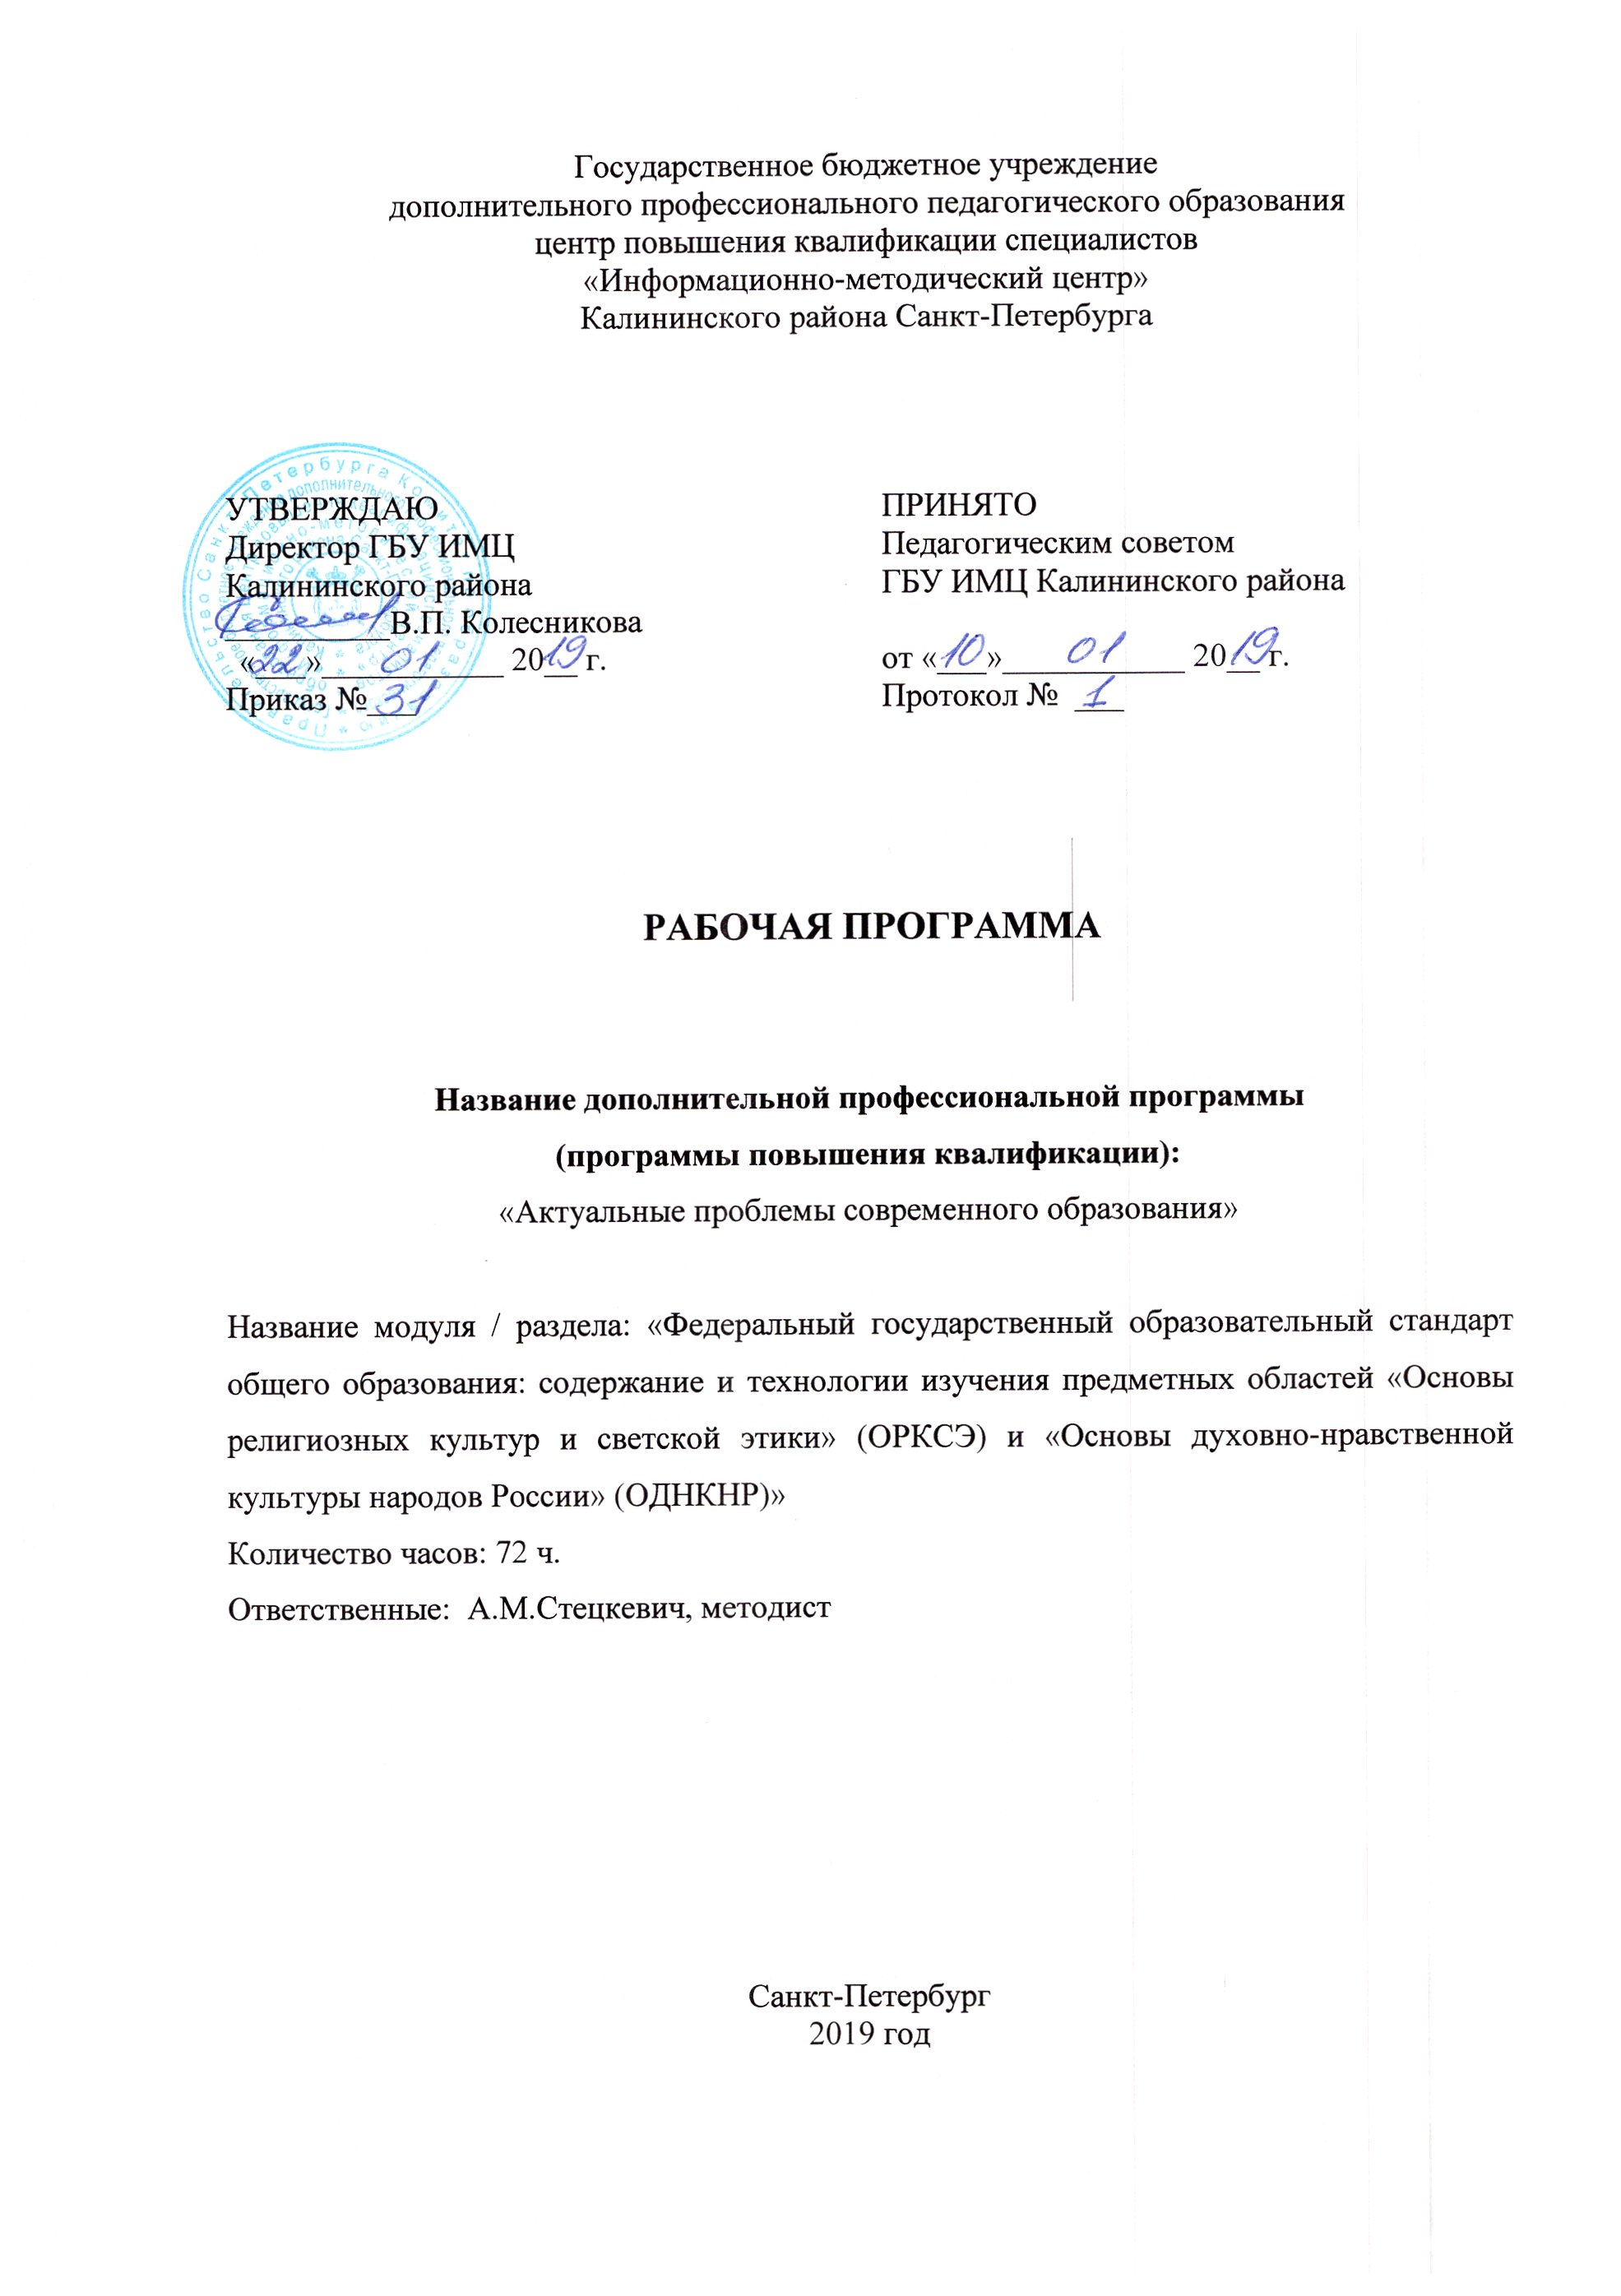 Государственное бюджетное учреждение
дополнительного профессионального педагогического образования
центр повышения квалификации специалистов
«Информационно-методический центр»
Калининского района Санкт-Петербурга
УТВЕРЖДАЮ
Директор ГБУ ИМЦ
Калининского района
В.П. Колесникова
«22» 01 2019 г.
Приказ № 31
ПРИНЯТО
Педагогическим советом
ГБУ ИМЦ Калининского района
от «10» 01 2019 г.
Протокол № 1
РАБОЧАЯ ПРОГРАММА
Название дополнительной профессиональной программы
(программы повышения квалификации):
«Актуальные проблемы современного образования»
Название модуля / раздела: «Федеральный государственный образовательный стандарт
общего образования: содержание и технологии изучения предметных областей «Основы
религиозных культур и светской этики» (ОРКСЭ) и «Основы духовно-нравственной
культуры народов России» (ОДНКНР)»
Количество часов: 72 ч.
Ответственные: А.М.Стецкевич, методист
Санкт-Петербург
2019 год